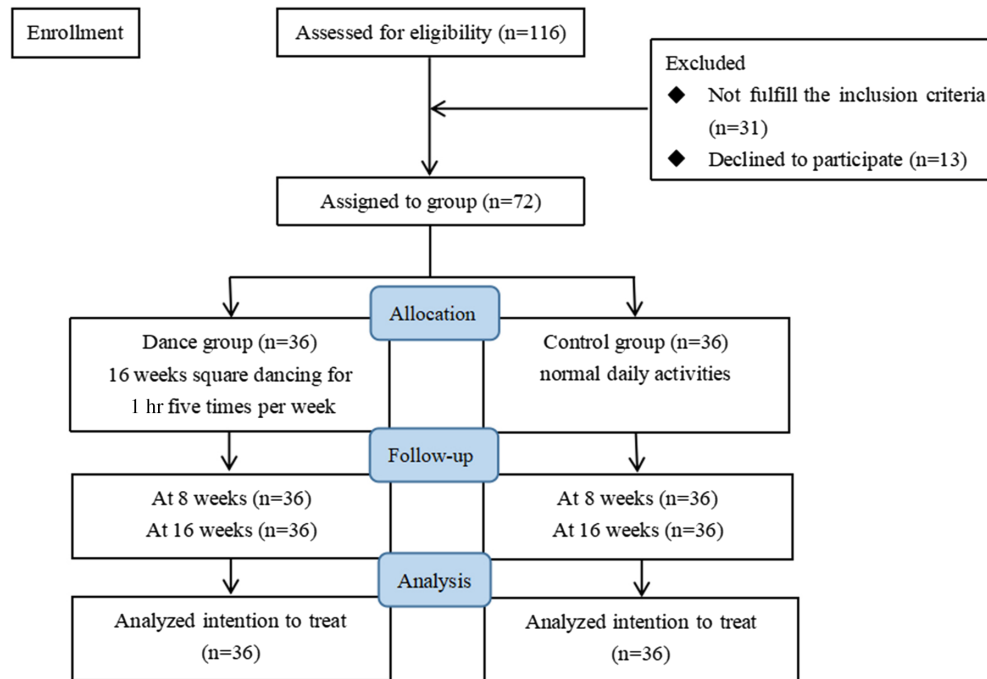 Enrollment
Assessed for eligibility (n=116)
Excluded
◆ Not fulfill the inclusion criteria
(n=31)
◆ Declined to participate (n=13)
Assigned to group (n=72)
Allocation
Dance group (n=36)
16 weeks square dancing for
1 hr five times per week
Control group (n=36)
normal daily activities
Follow-up
At 8 weeks (n=36)
At 16 weeks (n=36)
At 8 weeks (n=36)
At 16 weeks (n=36)
Analysis
Analyzed intention to treat
(n=36)
Analyzed intention to treat
(n=36)